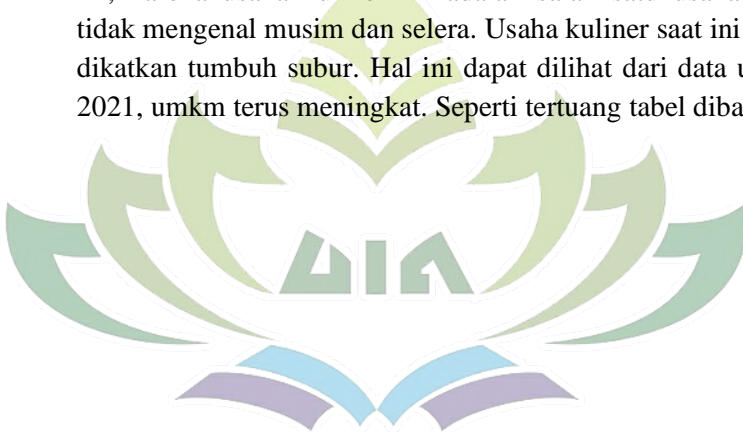 tidak mengenal musim dan selera. Usaha kuliner saat ini
dikatkan tumbuh subur. Hal ini dapat dilihat dari data u
2021, umkm terus meningkat. Seperti tertuang tabel diba
UIN